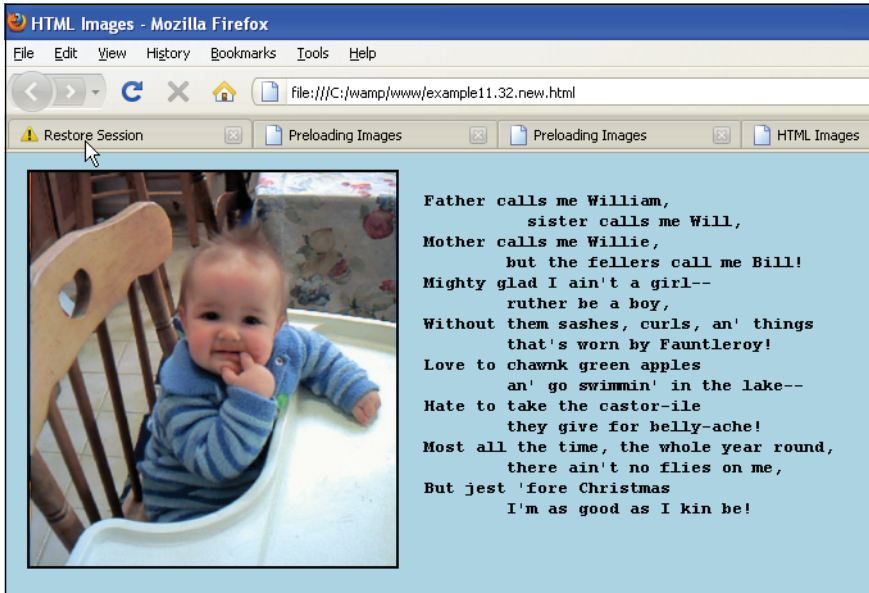 HTML Images - Mozilla Firefox
File Edit View History Bookmarks Tools Help
file:///C:/wamp/www/example11.32.new.html
Restore Session Preloading Images Preloading Images HTML Images
Father calls me William,
sister calls me Will,
Mother calls me Willie,
but the fellers call me Bill!
Mighty glad I ain't a girl--
ruther be a boy,
Without them sashes, curls, an' things
that's worn by Fauntleroy!
Love to chawnk green apples
an' go swimmin' in the lake--
Hate to take the castor-ile
they give for belly-ache!
Most all the time, the whole year round,
there ain't no flies on me,
But jest 'fore Christmas
I'm as good as I kin be!